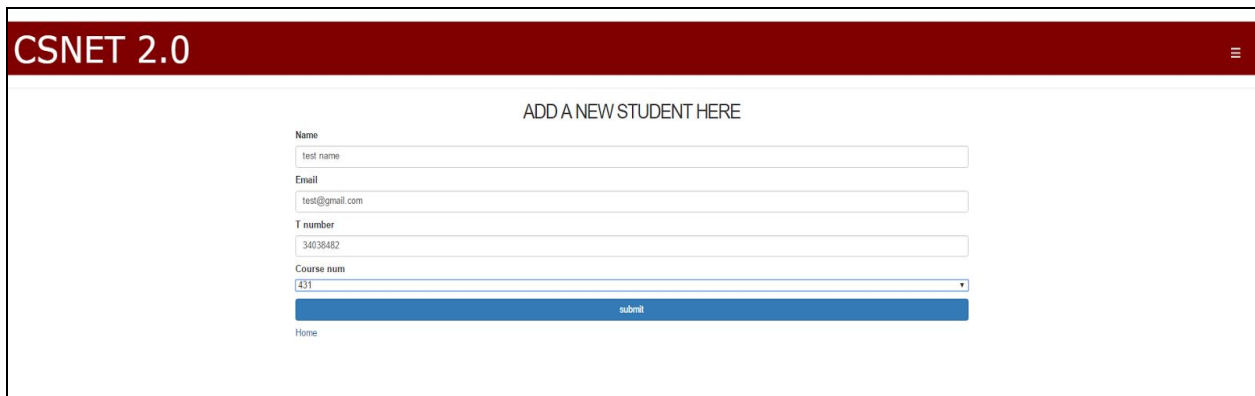 CSNET 2.0
ADD A NEW STUDENT HERE
Name
test name
Email
test@gmail.com
T number
34038482
Course num
431
submit
Home